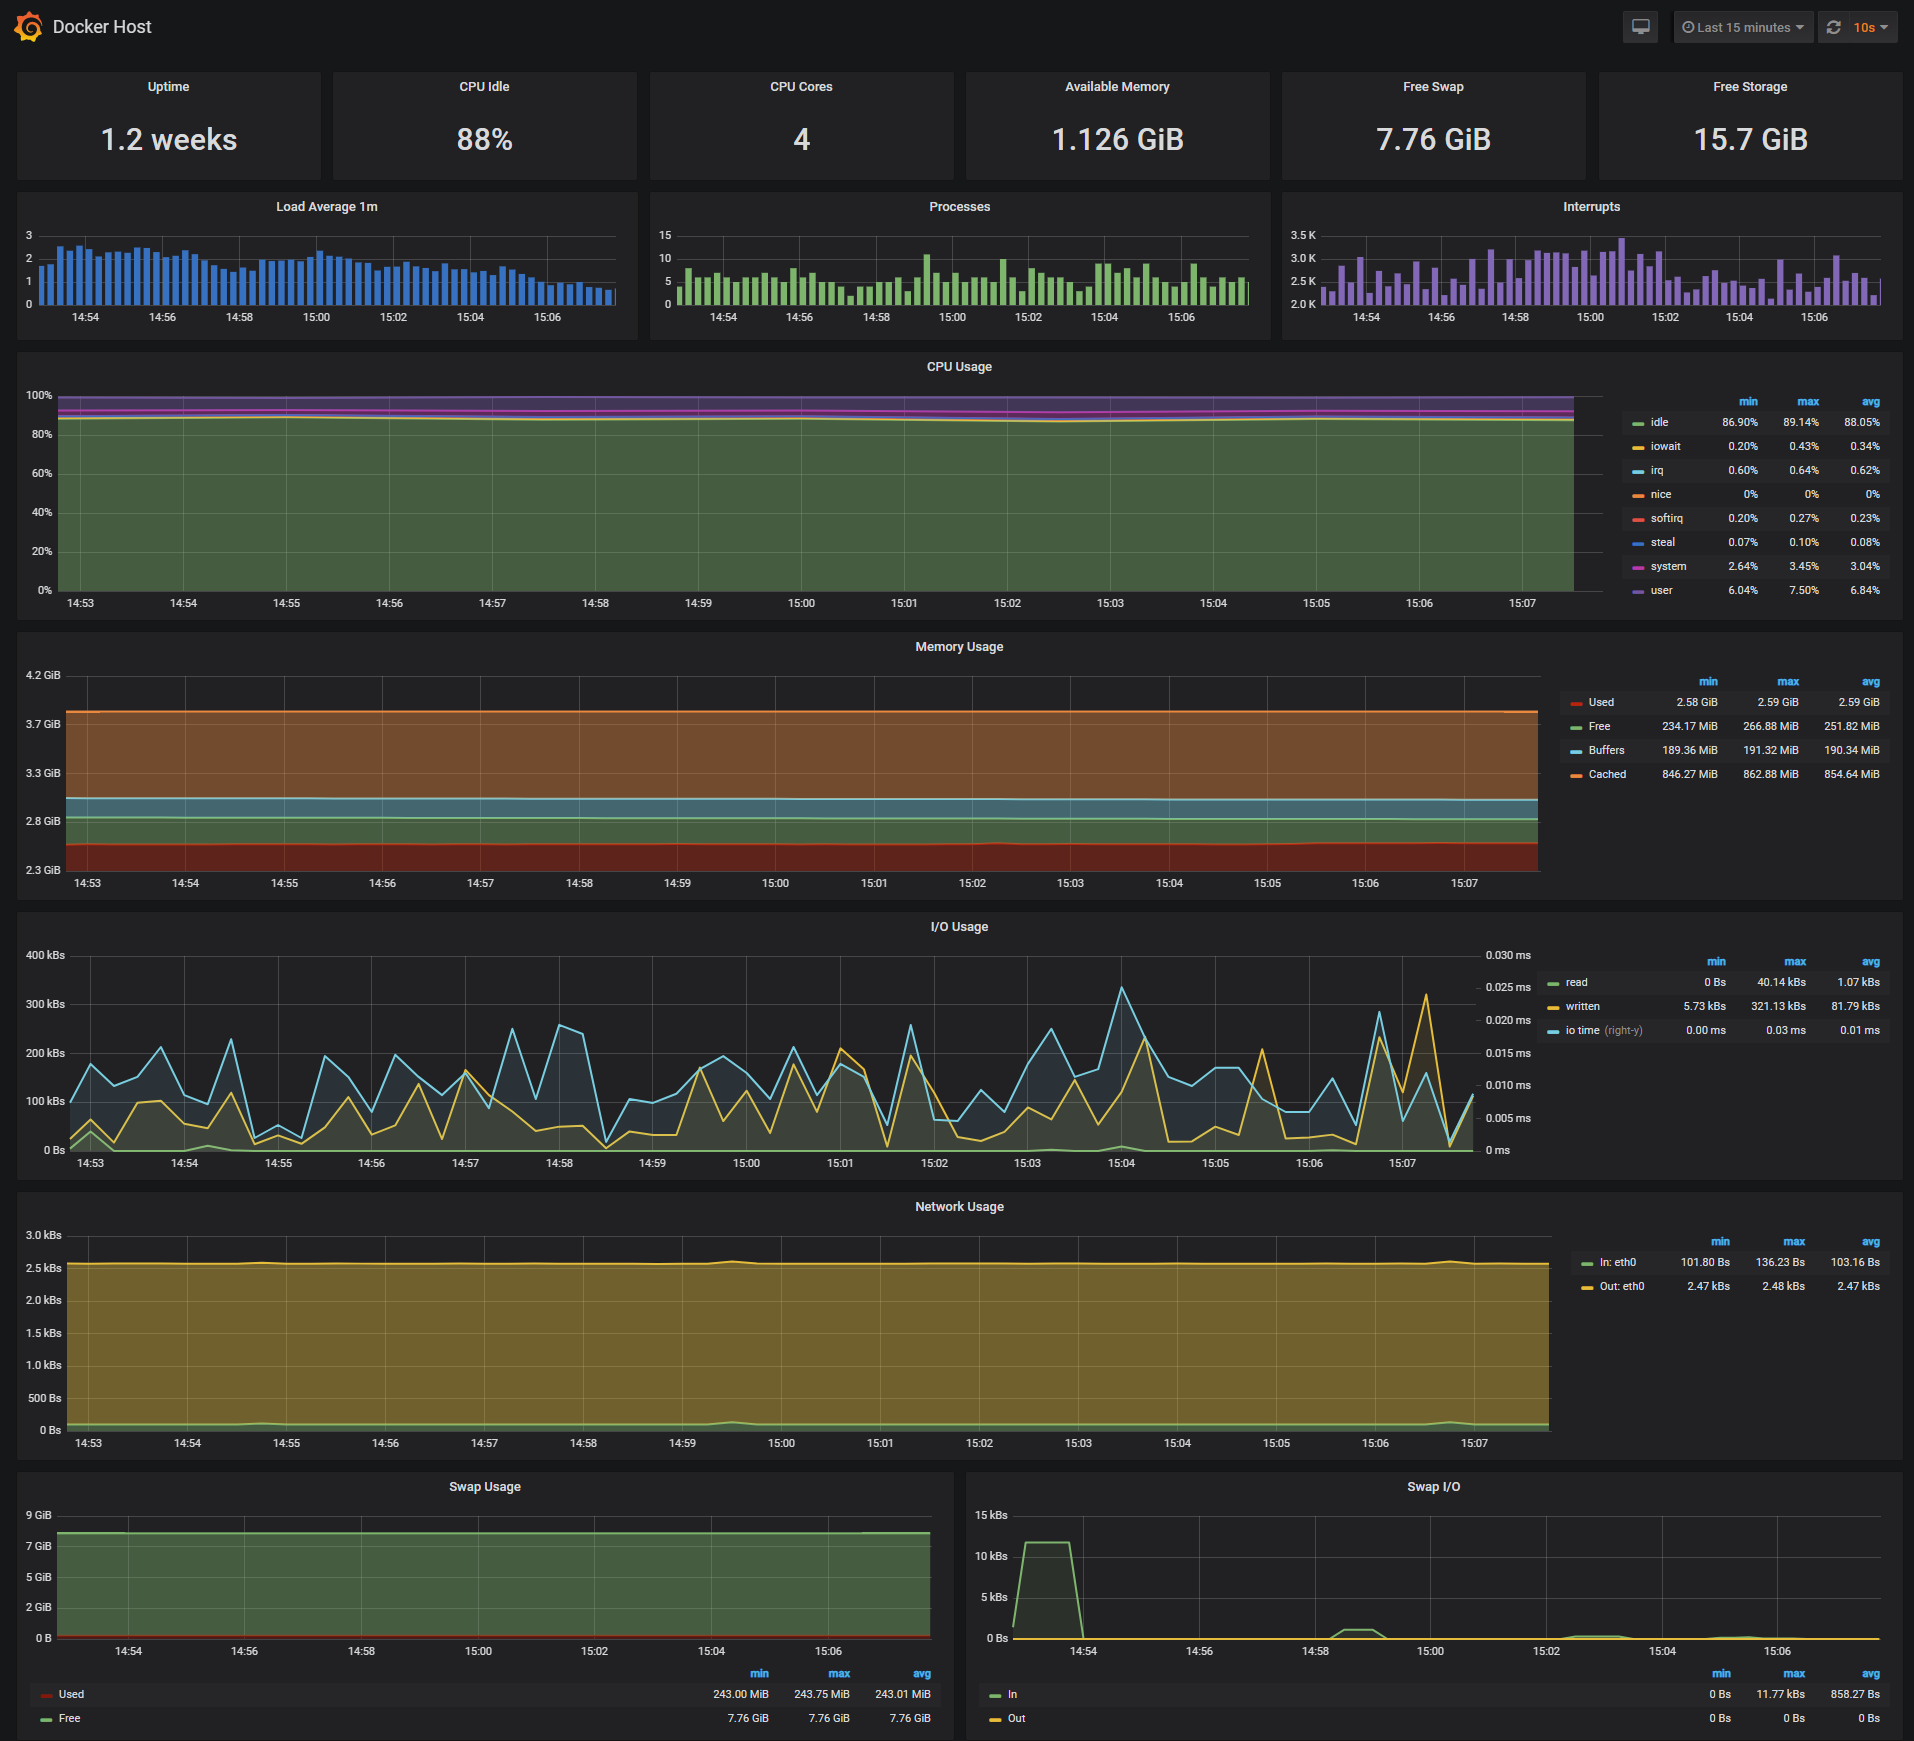 Docker Host
Last 15 minutes 10s
Uptime CPU Idle CPU Cores Available Memory Free Swap Free Storage
1.2 weeks 88% 4 1.126 GiB 7.76 GiB 15.7 GiB
Load Average 1m
3
2
1
0
14:54 14:56 14:58 15:00 15:02 15:04 15:06
Processes
15
10
5
0
14:54 14:56 14:58 15:00 15:02 15:04 15:06
Interrupts
3.5 K
3.0 K
2.5 K
2.0 K
14:54 14:56 14:58 15:00 15:02 15:04 15:06
CPU Usage
100%
80%
60%
40%
20%
0%
14:53 14:54 14:55 14:56 14:57 14:58 14:59 15:00 15:01 15:02 15:03 15:04 15:05 15:06 15:07
min max avg
idle 86.90% 89.14% 88.05%
iowait 0.20% 0.43% 0.34%
irq 0.60% 0.64% 0.62%
nice 0% 0% 0%
softirq 0.20% 0.27% 0.23%
steal 0.07% 0.10% 0.08%
system 2.64% 3.45% 3.04%
user 6.04% 7.50% 6.84%
Memory Usage
4.2 GiB
3.7 GiB
3.3 GiB
2.8 GiB
2.3 GiB
14:53 14:54 14:55 14:56 14:57 14:58 14:59 15:00 15:01 15:02 15:03 15:04 15:05 15:06 15:07
min max avg
Used 2.58 GiB 2.59 GiB 2.59 GiB
Free 234.17 MiB 266.88 MiB 251.82 MiB
Buffers 189.36 MiB 191.32 MiB 190.34 MiB
Cached 846.27 MiB 862.88 MiB 854.64 MiB
I/O Usage
400 kBs
300 kBs
200 kBs
100 kBs
0 Bs
14:53 14:54 14:55 14:56 14:57 14:58 14:59 15:00 15:01 15:02 15:03 15:04 15:05 15:06 15:07
0.030 ms
0.025 ms
0.020 ms
0.015 ms
0.010 ms
0.005 ms
0 ms
min max avg
read 0 Bs 40.14 kBs 1.07 kBs
written 5.73 kBs 321.13 kBs 81.79 kBs
io time (right-y) 0.00 ms 0.03 ms 0.01 ms
Network Usage
3.0 kBs
2.5 kBs
2.0 kBs
1.5 kBs
1.0 kBs
500 Bs
0 Bs
14:53 14:54 14:55 14:56 14:57 14:58 14:59 15:00 15:01 15:02 15:03 15:04 15:05 15:06 15:07
min max avg
In: eth0 101.80 Bs 136.23 Bs 103.16 Bs
Out: eth0 2.47 kBs 2.48 kBs 2.47 kBs
Swap Usage
9 GiB
7 GiB
5 GiB
2 GiB
0 B
14:54 14:56 14:58 15:00 15:02 15:04 15:06
min max avg
Used 243.00 MiB 243.75 MiB 243.01 MiB
Free 7.76 GiB 7.76 GiB 7.76 GiB
Swap I/O
15 kBs
10 kBs
5 kBs
0 Bs
14:54 14:56 14:58 15:00 15:02 15:04 15:06
min max avg
In 0 Bs 11.77 kBs 858.27 Bs
Out 0 Bs 0 Bs 0 Bs